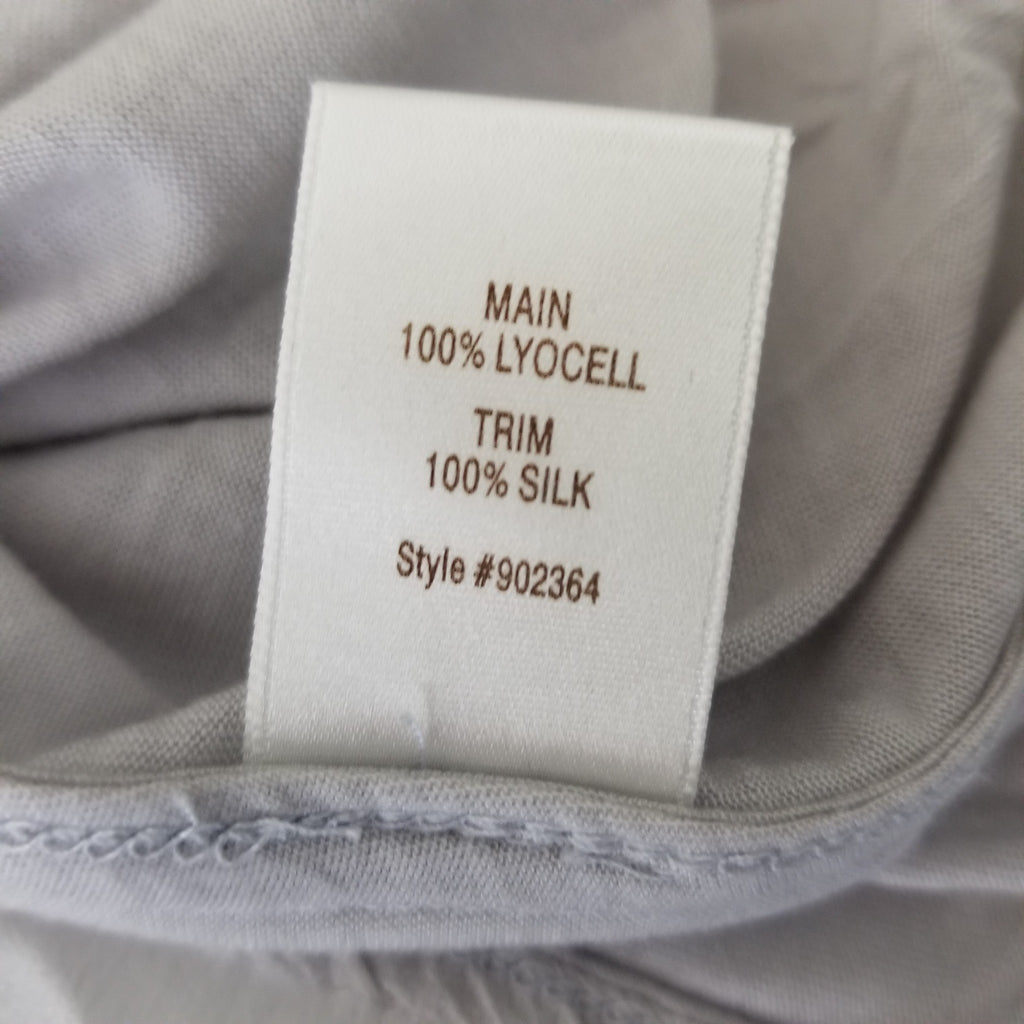 MAIN
100% LYOCELL
TRIM
100% SILK
Style #902364